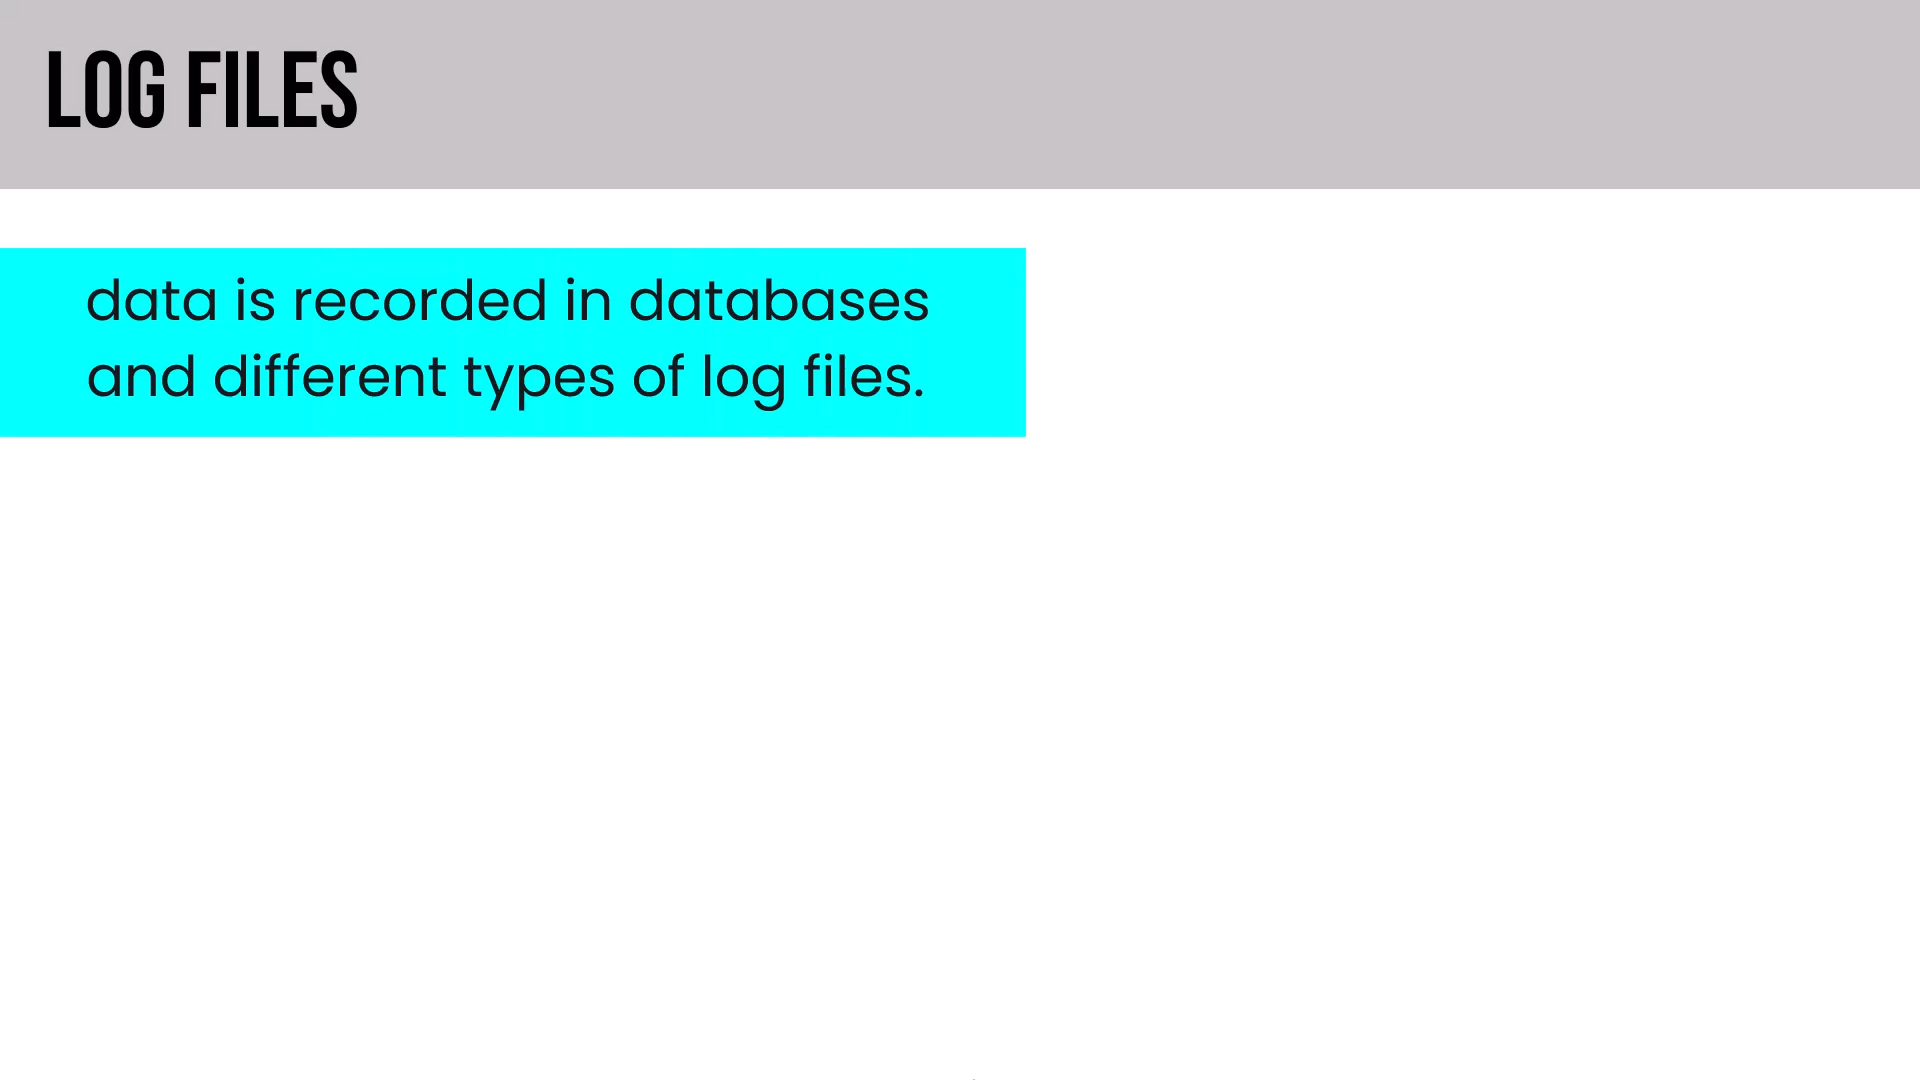 LOG FILES
data is recorded in databases
and different types of log files.